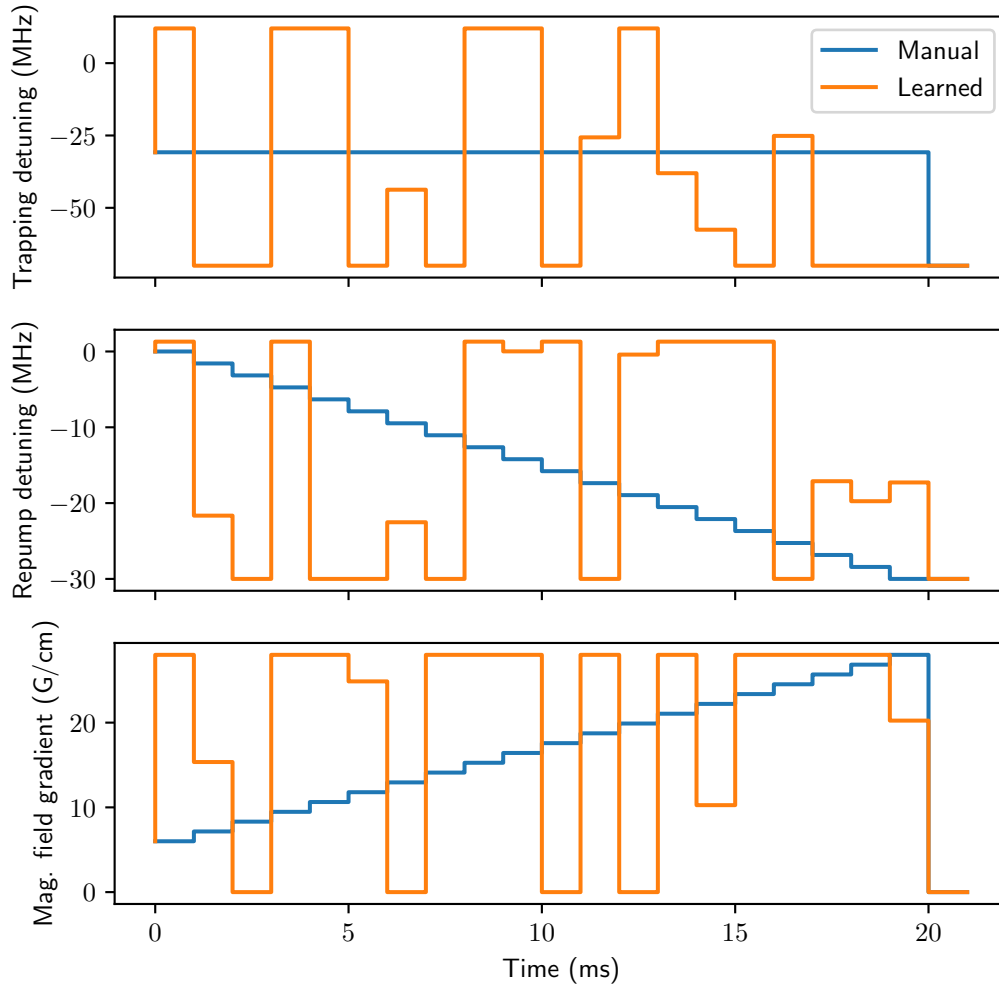 Trapping detuning (MHz)
0
−25
−50
Manual
Learned
Repump detuning (MHz)
0
−10
−20
−30
Mag. field gradient (G/cm)
20
10
0
0 5 10 15 20
Time (ms)